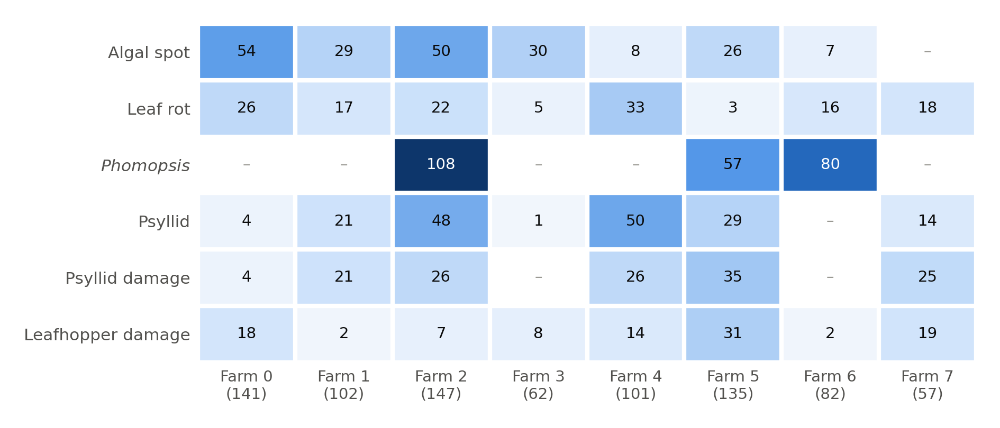 Algal spot 54 29 50 30 8 26 7 –
Leaf rot 26 17 22 5 33 3 16 18
Phomopsis – – 108 – – 57 80 –
Psyllid 4 21 48 1 50 29 – 14
Psyllid damage 4 21 26 – 26 35 – 25
Leafhopper damage 18 2 7 8 14 31 2 19
Farm 0 Farm 1 Farm 2 Farm 3 Farm 4 Farm 5 Farm 6 Farm 7
(141) (102) (147) (62) (101) (135) (82) (57)